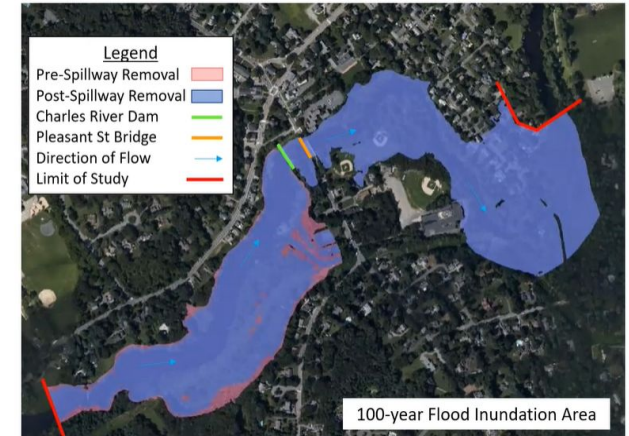 Legend
Pre-Spillway Removal
Post-Spillway Removal
Charles River Dam
Pleasant St Bridge
Direction of Flow
Limit of Study
100-year Flood Inundation Area